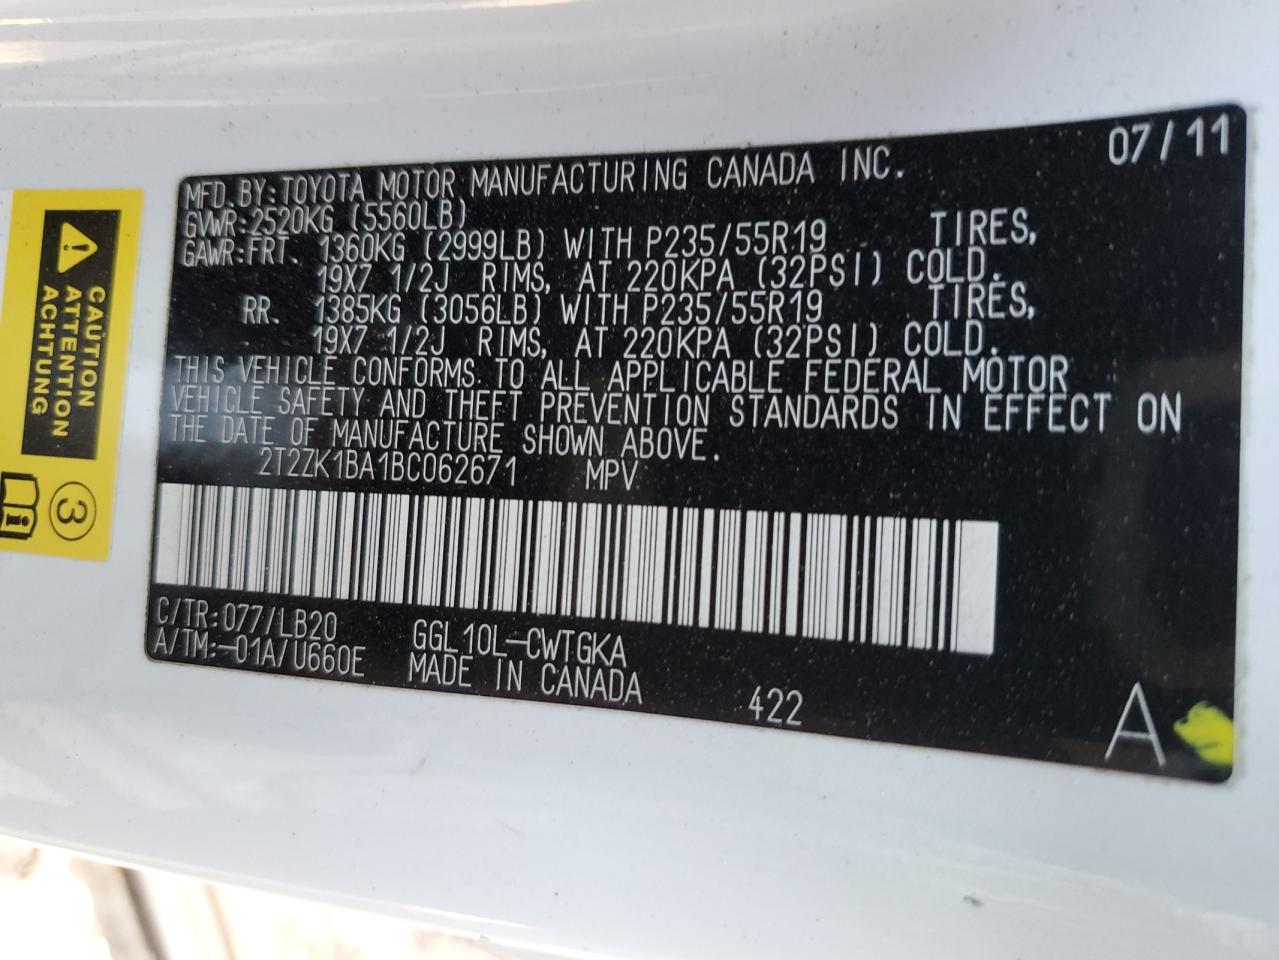 07/11
MFD.BY:TOYOTA MOTOR MANUFACTURING CANADA INC.
GVWR:2520KG (5560LB)
GAWR:FRT. 1360KG (2999LB) WITH P235/55R19 TIRES,
19X7 1/2J RIMS, AT 220KPA (32PSI) COLD.
RR. 1385KG (3056LB) WITH P235/55R19 TIRES,
19X7 1/2J RIMS, AT 220KPA (32PSI) COLD.
THIS VEHICLE CONFORMS TO ALL APPLICABLE FEDERAL MOTOR
VEHICLE SAFETY AND THEFT PREVENTION STANDARDS IN EFFECT ON
THE DATE OF MANUFACTURE SHOWN ABOVE.
2T2ZK1BA1BC062671 MPV
C/TR:077/LB20 GGL10L-CWTGKA
A/TM:-01A/U660E MADE IN CANADA
422
A
CAUTION
ATTENTION
ACHTUNG
3
i